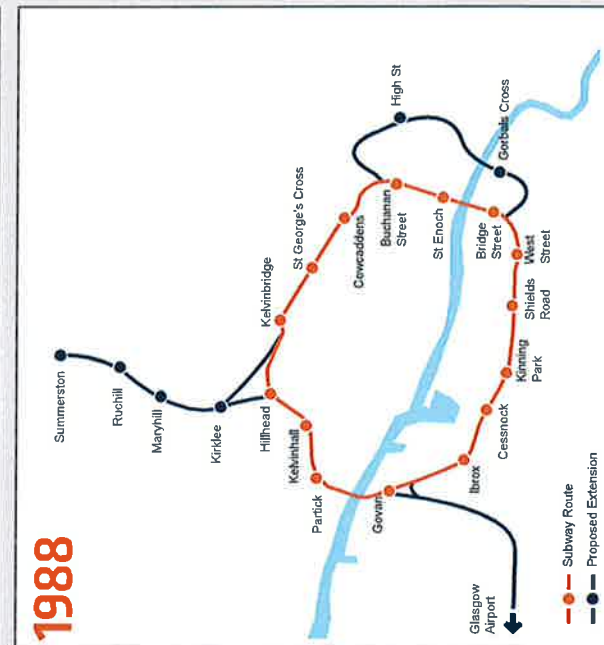 1988
Summerston
Ruchill
Maryhill
Kirklee
Hillhead
Kelvinbridge
St George's Cross
Cowcaddens
Buchanan
Street
High St
St Enoch
Gorbals Cross
Bridge
Street
West
Street
Shields
Road
Kinning
Park
Cessnock
Ibrox
Govan
Partick
Kelvinhall
Glasgow
Airport
Subway Route
Proposed Extension